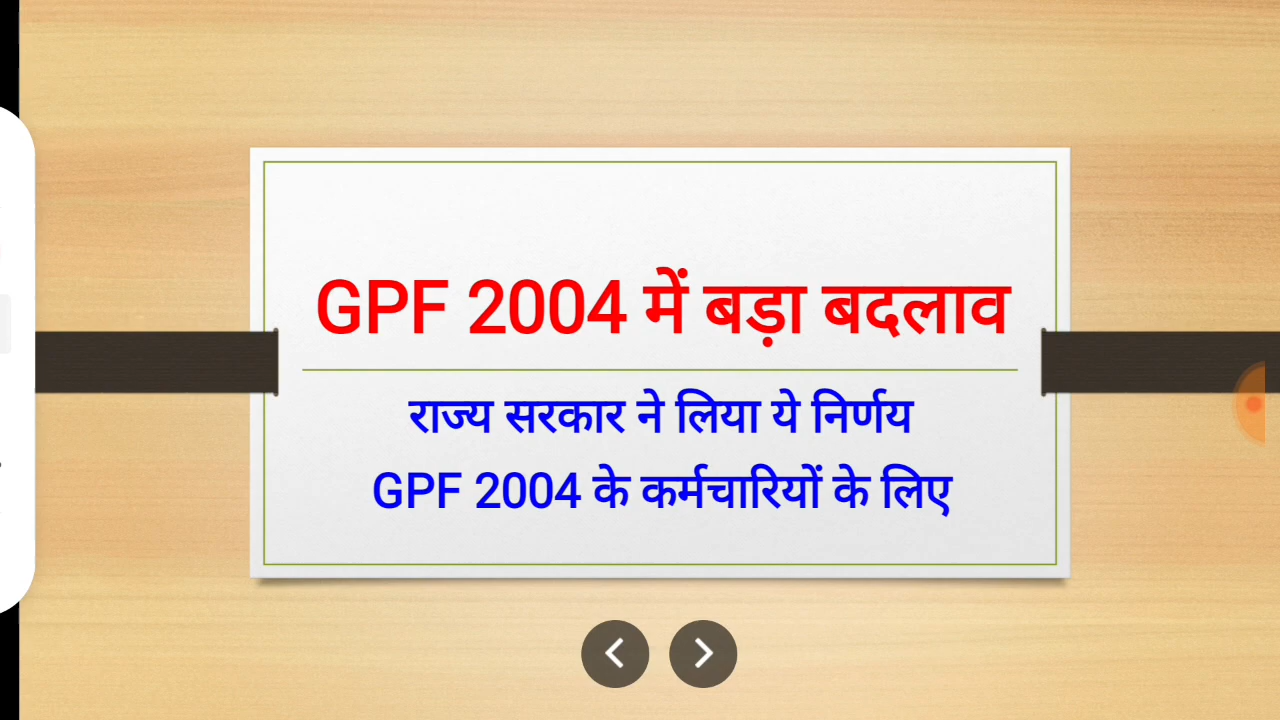 GPF 2004 में बड़ा बदलाव
राज्य सरकार ने लिया ये निर्णय
GPF 2004 के कर्मचारियों के लिए